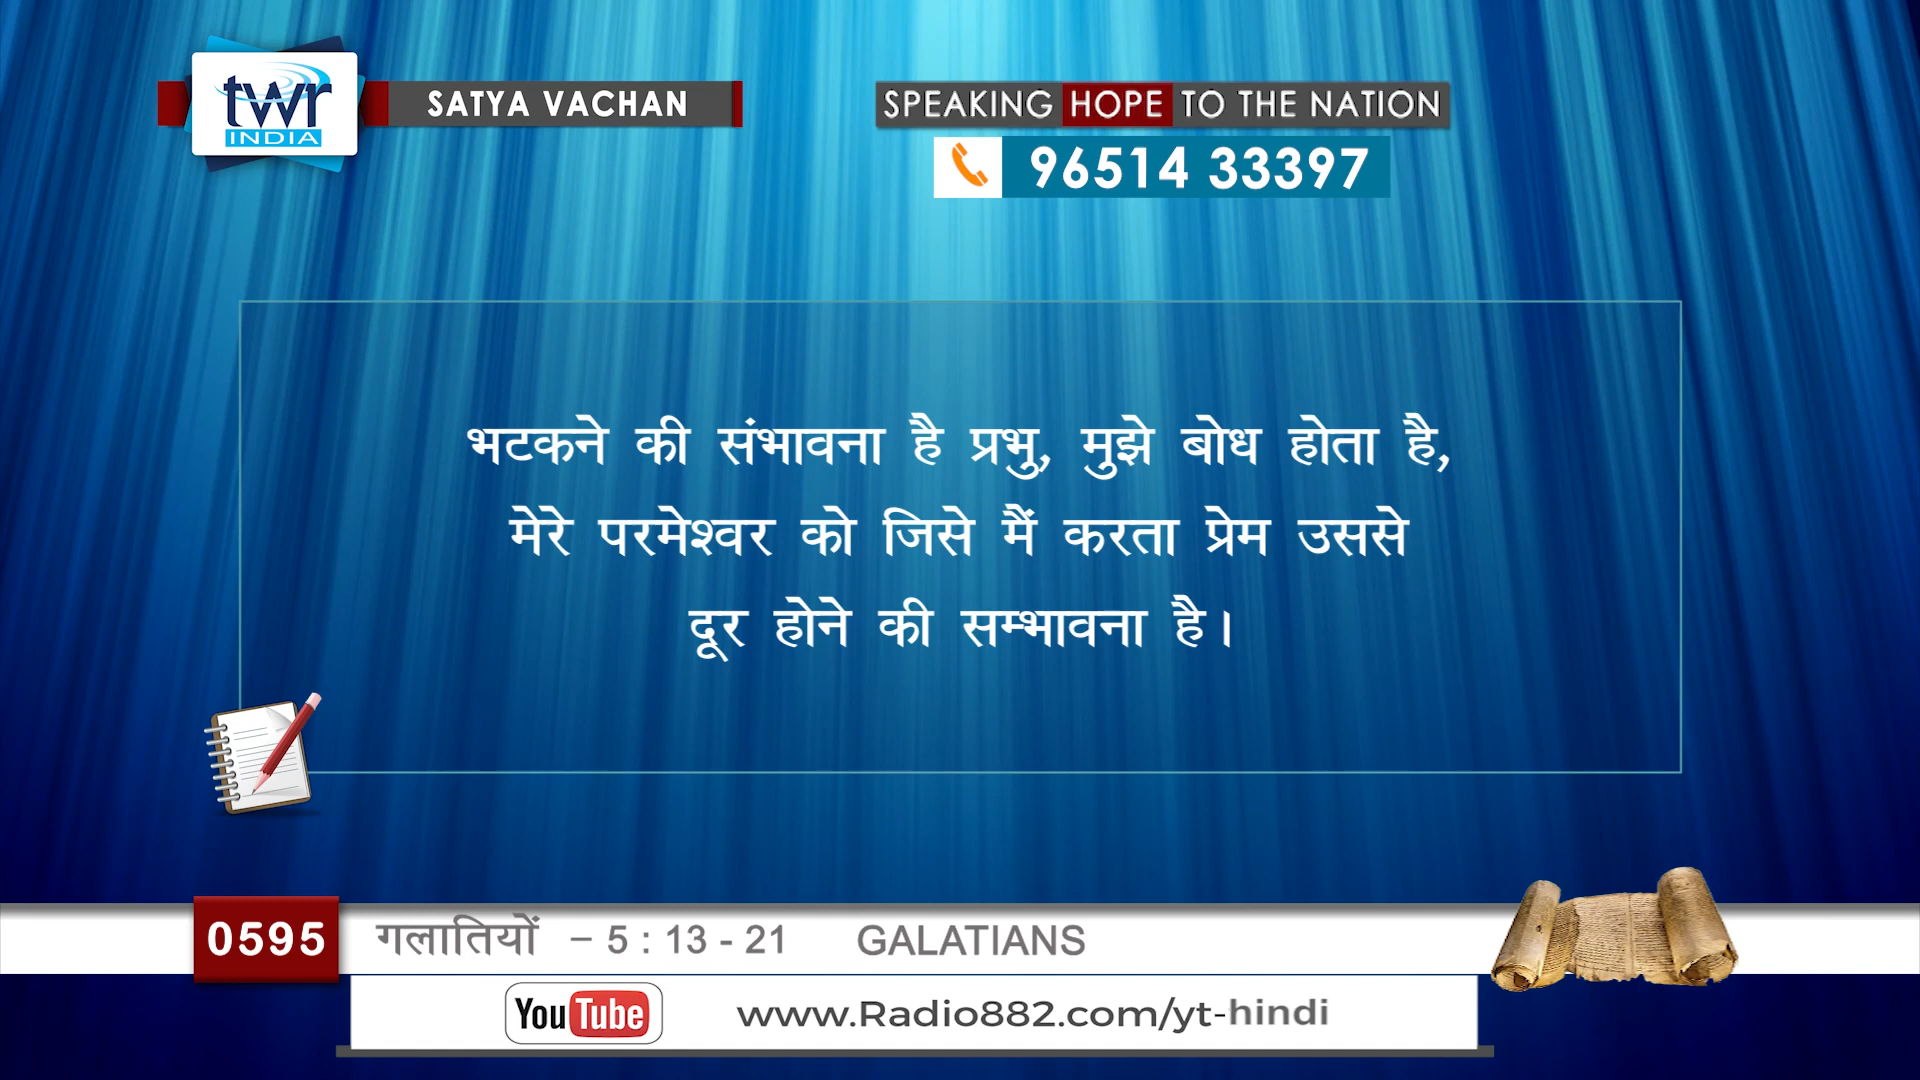 twr
INDIA
SATYA VACHAN
SPEAKING HOPE TO THE NATION
96514 33397
भटकने की संभावना है प्रभु, मुझे बोध होता है,
मेरे परमेश्वर को जिसे मैं करता प्रेम उससे
दूर होने की सम्भावना है।
0595 गलातियों – 5 : 13 - 21 GALATIANS
YouTube www.Radio882.com/yt-hindi